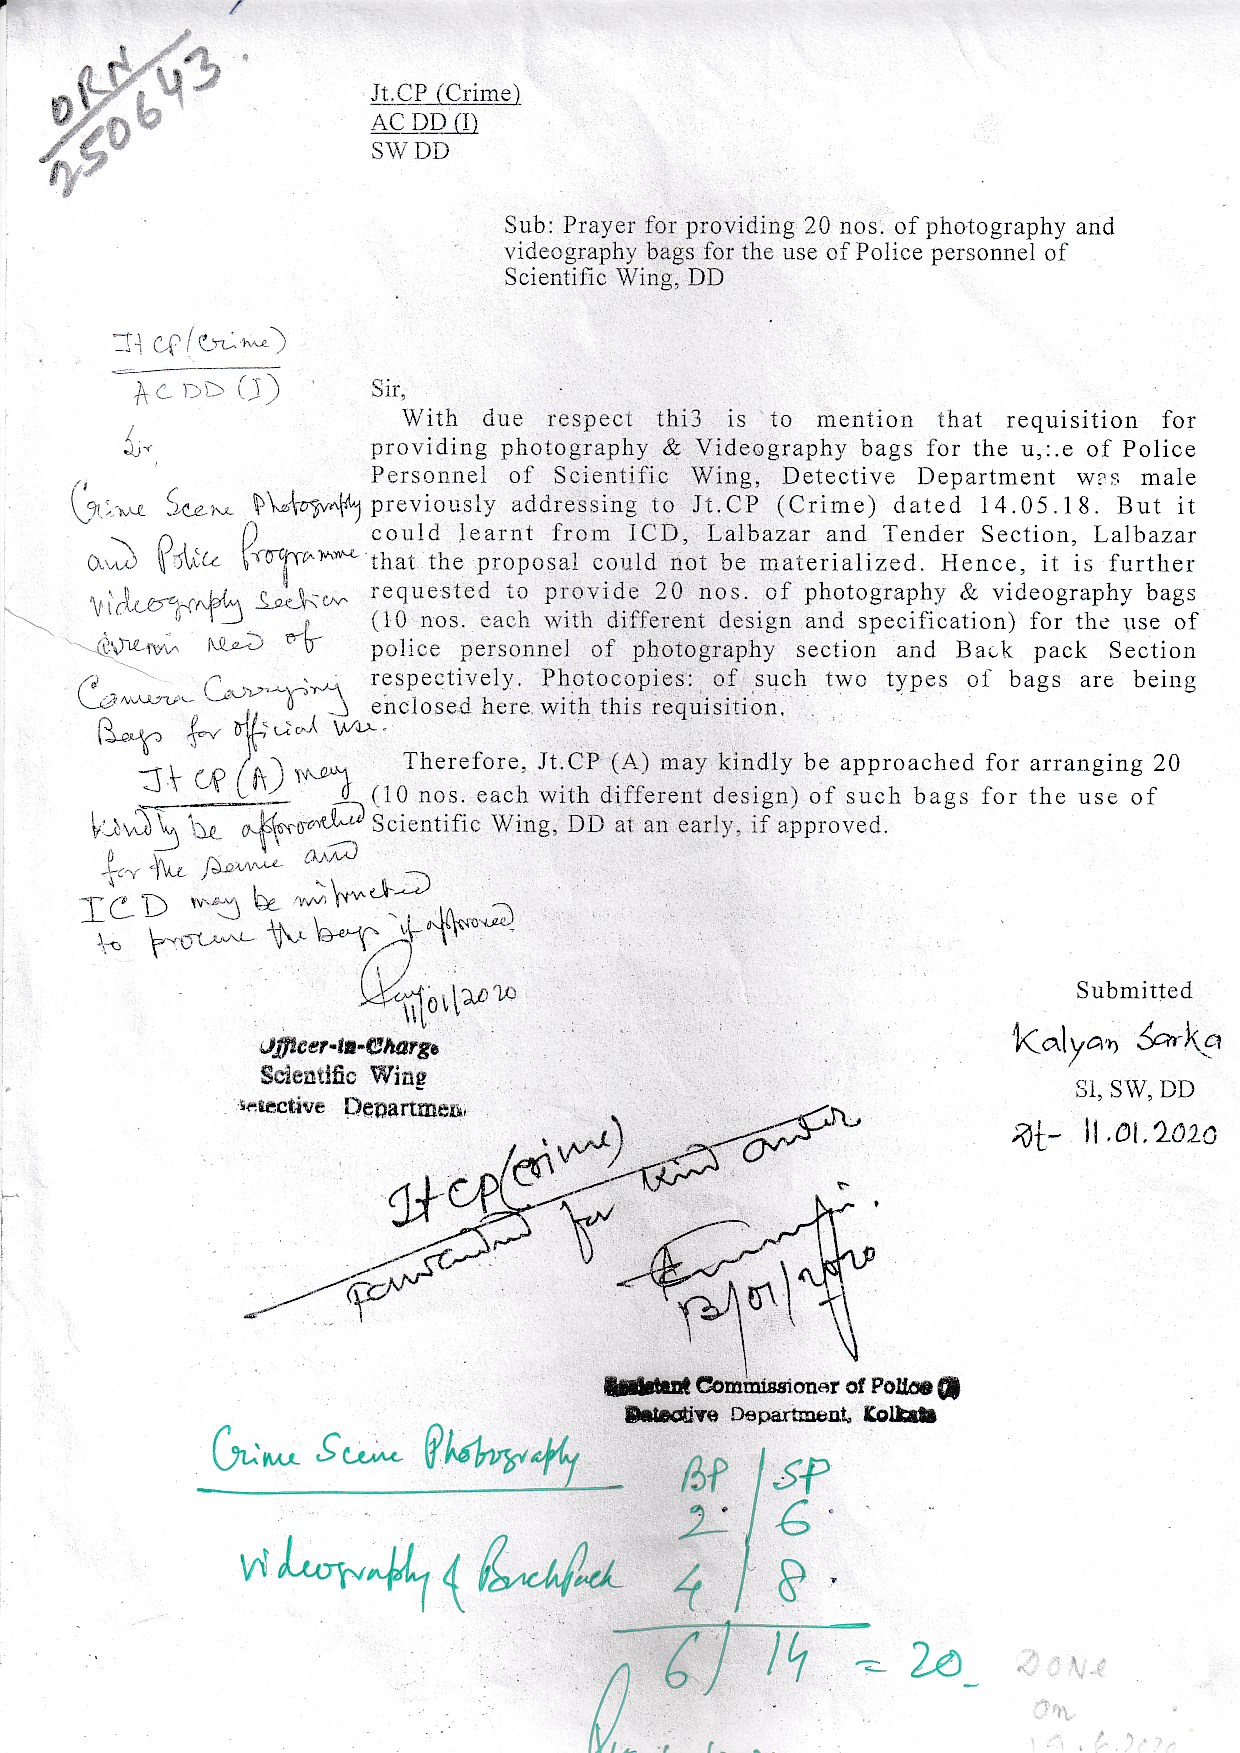 ORN
250643
Jt.CP (Crime)
AC DD (I)
SW DD
Sub: Prayer for providing 20 nos. of photography and
videography bags for the use of Police personnel of
Scientific Wing, DD
Jt CP (Crime)
AC DD (I)
Sir,
Crime Scene Photography
and Police Programme
videography Section
need of
Camera Carrying
Bags for official use.
Jt CP (A) may
kindly be approached
for the same and
ICD may be instructed
to procure the bags if approved
11/01/2020
Officer-in-Charge
Scientific Wing
Detective Departmen
Sir,
With due respect thi3 is to mention that requisition for
providing photography & Videography bags for the u,:.e of Police
Personnel of Scientific Wing, Detective Department was male
previously addressing to Jt.CP (Crime) dated 14.05.18. But it
could learnt from ICD, Lalbazar and Tender Section, Lalbazar
that the proposal could not be materialized. Hence, it is further
requested to provide 20 nos. of photography & videography bags
(10 nos. each with different design and specification) for the use of
police personnel of photography section and Back pack Section
respectively. Photocopies: of such two types of bags are being
enclosed here with this requisition.
Therefore, Jt.CP (A) may kindly be approached for arranging 20
(10 nos. each with different design) of such bags for the use of
Scientific Wing, DD at an early, if approved.
Submitted
Kalyan Sarka
SI, SW, DD
Dt- 11.01.2020
Jt CP (Crime)
Forwarded for kind order
13/01/2020
Assistant Commissioner of Police (I)
Detective Department, Kolkata
Crime Scene Photography BP / SP
2 6
Videography & BackPack 4 / 8
6 / 14 = 20
DONE
on
19.6.2020